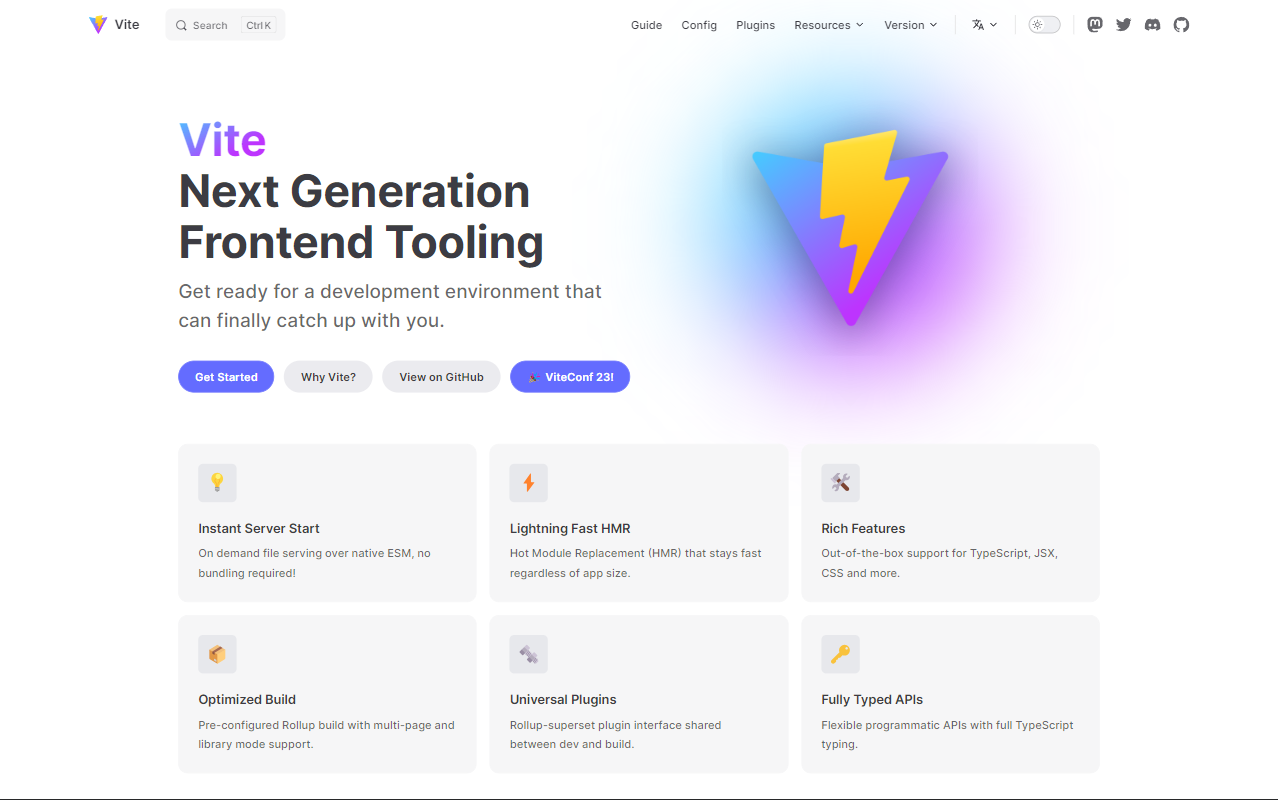 Vite
Search Ctrl K
Guide Config Plugins Resources Version
Vite
Next Generation
Frontend Tooling
Get ready for a development environment that
can finally catch up with you.
Get Started Why Vite? View on GitHub 🎉 ViteConf 23!
Instant Server Start
On demand file serving over native ESM, no
bundling required!
Lightning Fast HMR
Hot Module Replacement (HMR) that stays fast
regardless of app size.
Rich Features
Out-of-the-box support for TypeScript, JSX,
CSS and more.
Optimized Build
Pre-configured Rollup build with multi-page and
library mode support.
Universal Plugins
Rollup-superset plugin interface shared
between dev and build.
Fully Typed APIs
Flexible programmatic APIs with full TypeScript
typing.